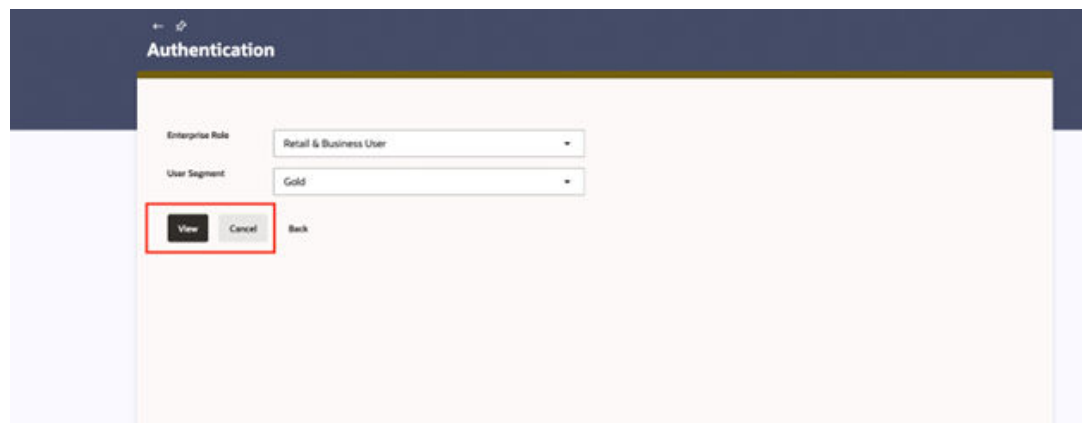 Authentication
Enterprise Role
Retail & Business User
User Segment
Gold
View Cancel Back